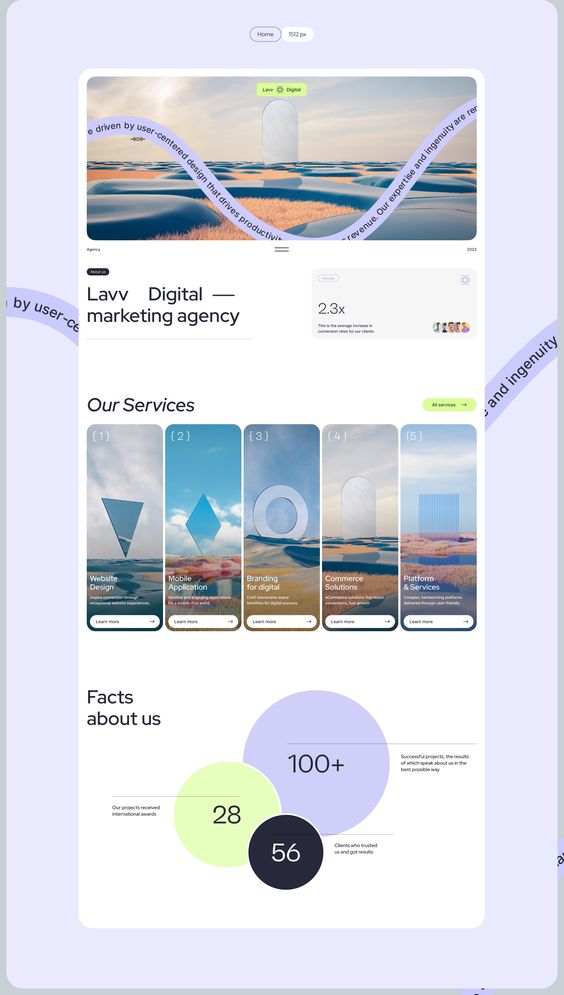 Home
1512 px
Lavv Digital
e driven by user-centered design that drives productivi
revenue. Our expertise and ingenuity are re
Agency
2023
About us
Lavv Digital —
marketing agency
Results
2.3x
This is the average increase in
conversion rates for our clients
by user-ce
and ingenuity
Our Services
All services →
{1}
{2}
{3}
{4}
{5}
Website
Design
Inspire connection through
exceptional website experiences.
Learn more →
Mobile
Application
Intuitive and engaging applications
for a mobile-first world.
Learn more →
Branding
for digital
Craft memorable brand
identities for digital success
Learn more →
Commerce
Solutions
eCommerce solutions that boost
conversions, fuel growth
Learn more →
Platform
& Services
Complex, hardworking platforms
delivered through user-friendly
Learn more →
Facts
about us
100+
Successful projects, the results
of which speak about us in the
best possible way
Our projects received
international awards
28
56
Clients who trusted
us and got results